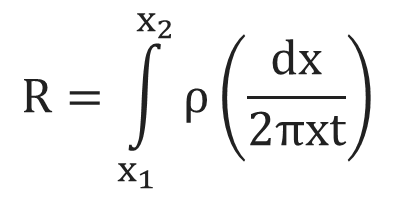 R = ∫_{x₁}^{x₂} ρ (dx / 2πxt)